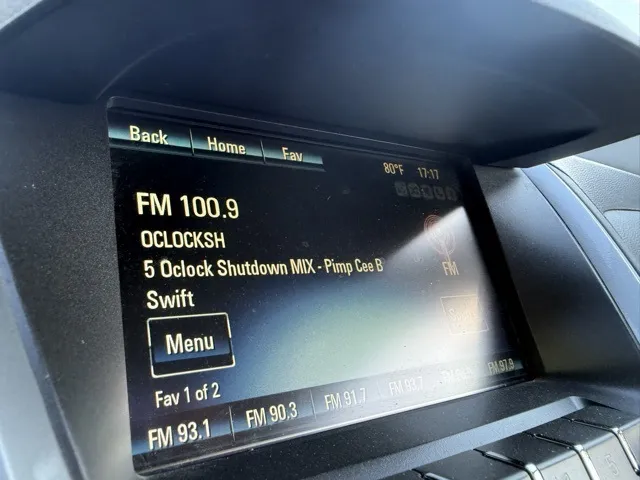 Back Home Fav
80°F 17:17
FM 100.9
OCLOCKSH
5 Oclock Shutdown MIX - Pimp Cee B
FM
Swift
Menu
Fav 1 of 2
FM 93.1 FM 90.3 FM 91.7 FM 93.7 FM 97.9